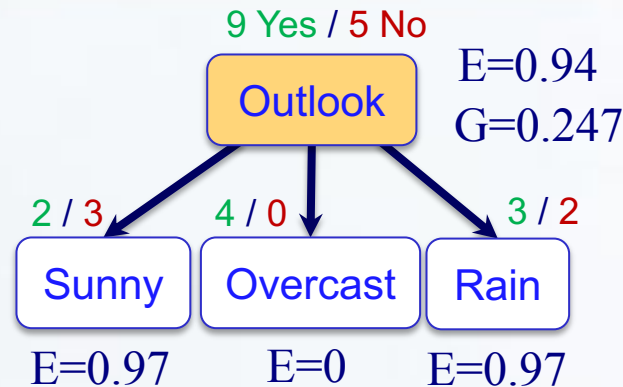 9 Yes / 5 No
Outlook
E=0.94
G=0.247
2 / 3
4 / 0
3 / 2
Sunny
Overcast
Rain
E=0.97
E=0
E=0.97